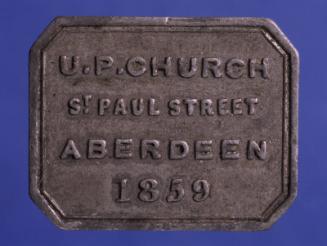 U.P.CHURCH
ST PAUL STREET
ABERDEEN
1859